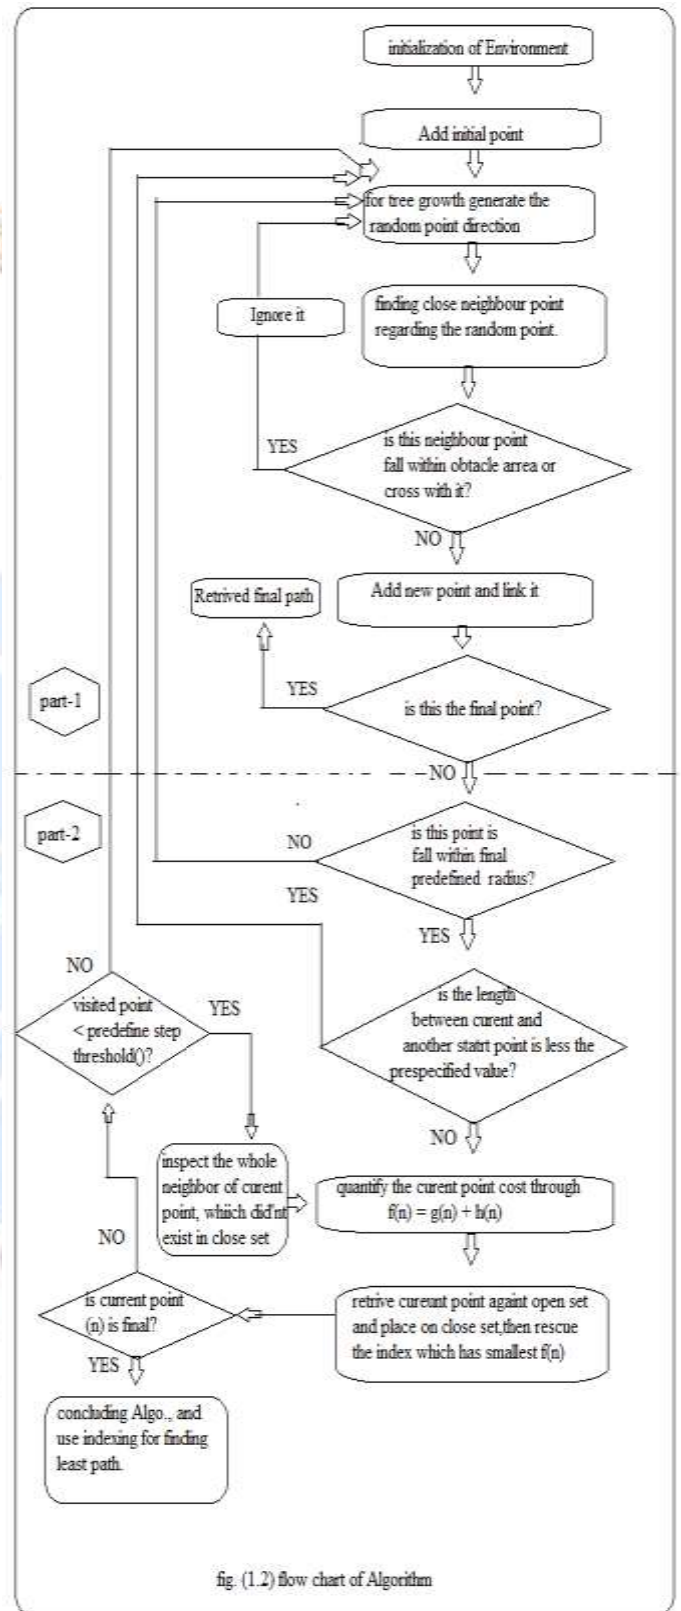 initialization of Environment
Add initial point
for tree growth generate the
random point direction
Ignore it
finding close neighbour point
regarding the random point.
YES
is this neighbour point
fall within obtacle arrea or
cross with it?
NO
Retrived final path
Add new point and link it
part-1
YES
is this the final point?
NO
part-2
NO
is this point is
fall within final
predefined radius?
YES
YES
NO
visited point
< predefine step
threshold()?
YES
is the length
between curent and
another statrt point is less the
prespecified value?
NO
inspect the whole
neighbor of curent
point, whiich did'nt
exist in close set
quantify the curent point cost through
f(n) = g(n) + h(n)
NO
is current point
(n) is final?
retrive cureunt point againt open set
and place on close set,then rescue
the index which has smallest f(n)
YES
concluding Algo., and
use indexing for finding
least path.
fig. (1.2) flow chart of Algorithm